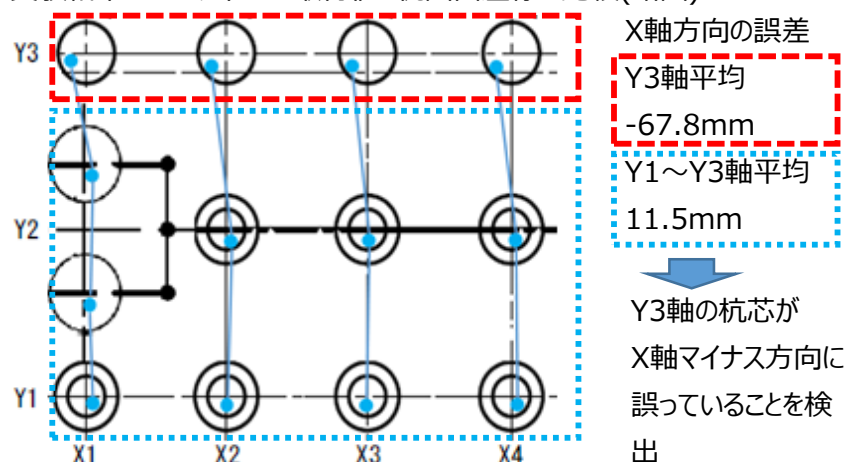 X軸方向の誤差
Y3
Y3軸平均
-67.8mm
Y1～Y3軸平均
11.5mm
Y2
Y3軸の杭芯が
X軸マイナス方向に
Y1
誤っていることを検
出
X1 X2 X3 X4